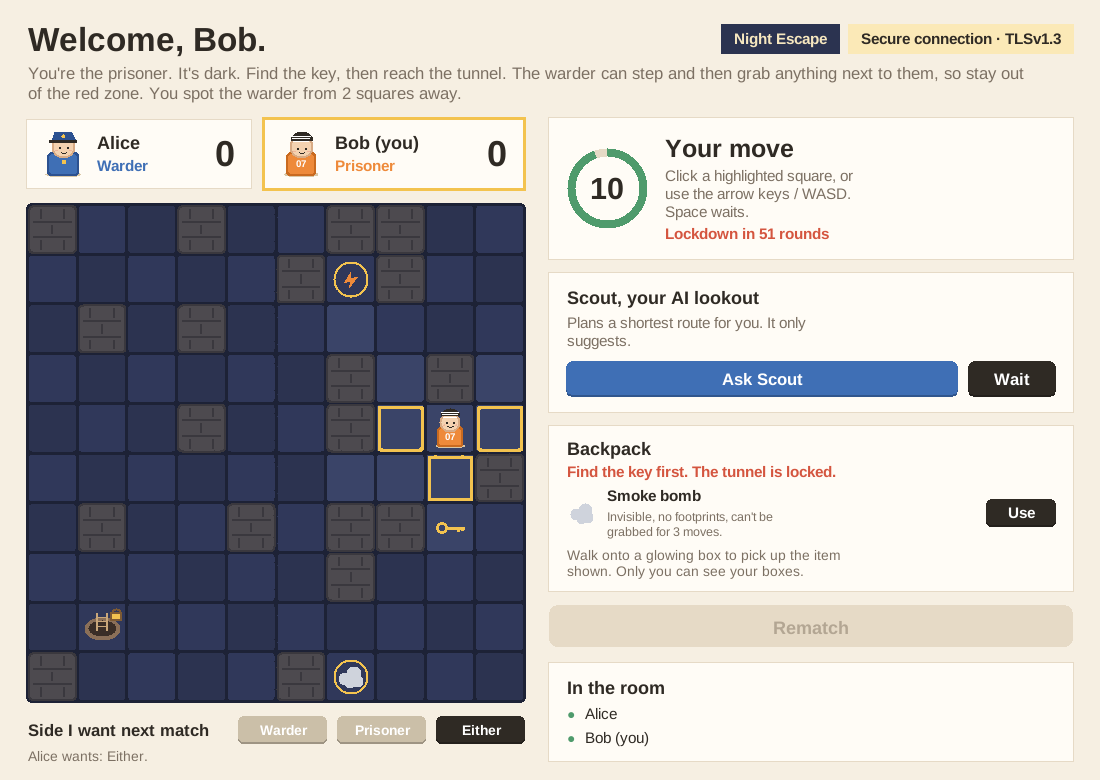 Welcome, Bob.
Night Escape
Secure connection · TLSv1.3
You're the prisoner. It's dark. Find the key, then reach the tunnel. The warder can step and then grab anything next to them, so stay out
of the red zone. You spot the warder from 2 squares away.
Alice
Warder
0
07
Bob (you)
Prisoner
0
10
Your move
Click a highlighted square, or
use the arrow keys / WASD.
Space waits.
Lockdown in 51 rounds
Scout, your AI lookout
Plans a shortest route for you. It only
suggests.
Ask Scout
Wait
07
Backpack
Find the key first. The tunnel is locked.
Smoke bomb
Invisible, no footprints, can't be
grabbed for 3 moves.
Use
Walk onto a glowing box to pick up the item
shown. Only you can see your boxes.
Rematch
In the room
• Alice
• Bob (you)
Side I want next match
Warder
Prisoner
Either
Alice wants: Either.